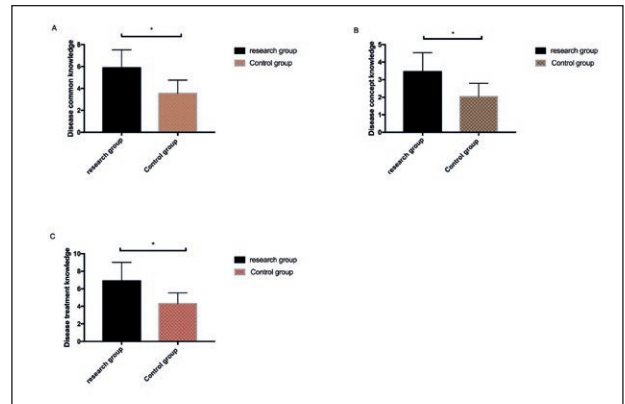 A
*
Disease common knowledge
8
6
4
2
0
research group
Control group
research group
Control group
B
*
Disease concept knowledge
5
4
3
2
1
0
research group
Control group
research group
Control group
C
*
Disease treatment knowledge
10
8
6
4
2
0
research group
Control group
research group
Control group